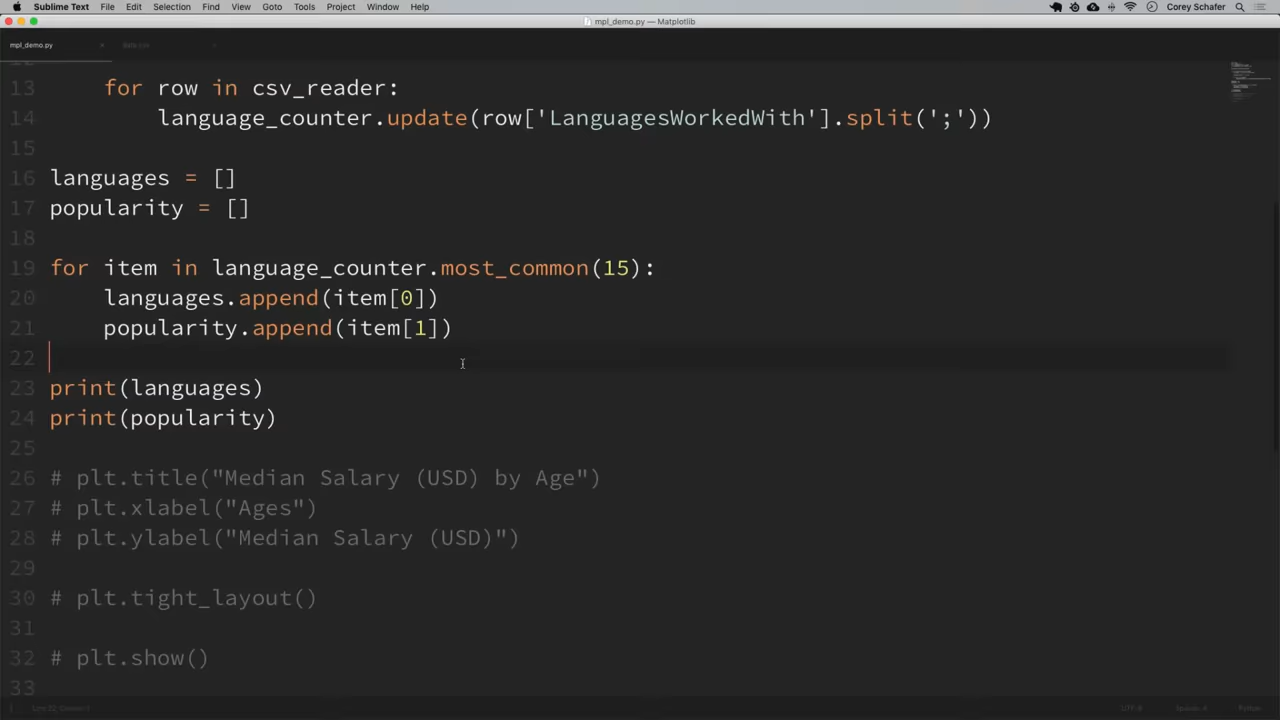 Sublime Text File Edit Selection Find View Goto Tools Project Window Help Corey Schafer
mpl_demo.py — Matplotlib
mpl_demo.py
13 for row in csv_reader:
14 language_counter.update(row['LanguagesWorkedWith'].split(';'))
15
16 languages = []
17 popularity = []
18
19 for item in language_counter.most_common(15):
20 languages.append(item[0])
21 popularity.append(item[1])
22
23 print(languages)
24 print(popularity)
25
26 # plt.title("Median Salary (USD) by Age")
27 # plt.xlabel("Ages")
28 # plt.ylabel("Median Salary (USD)")
29
30 # plt.tight_layout()
31
32 # plt.show()
33